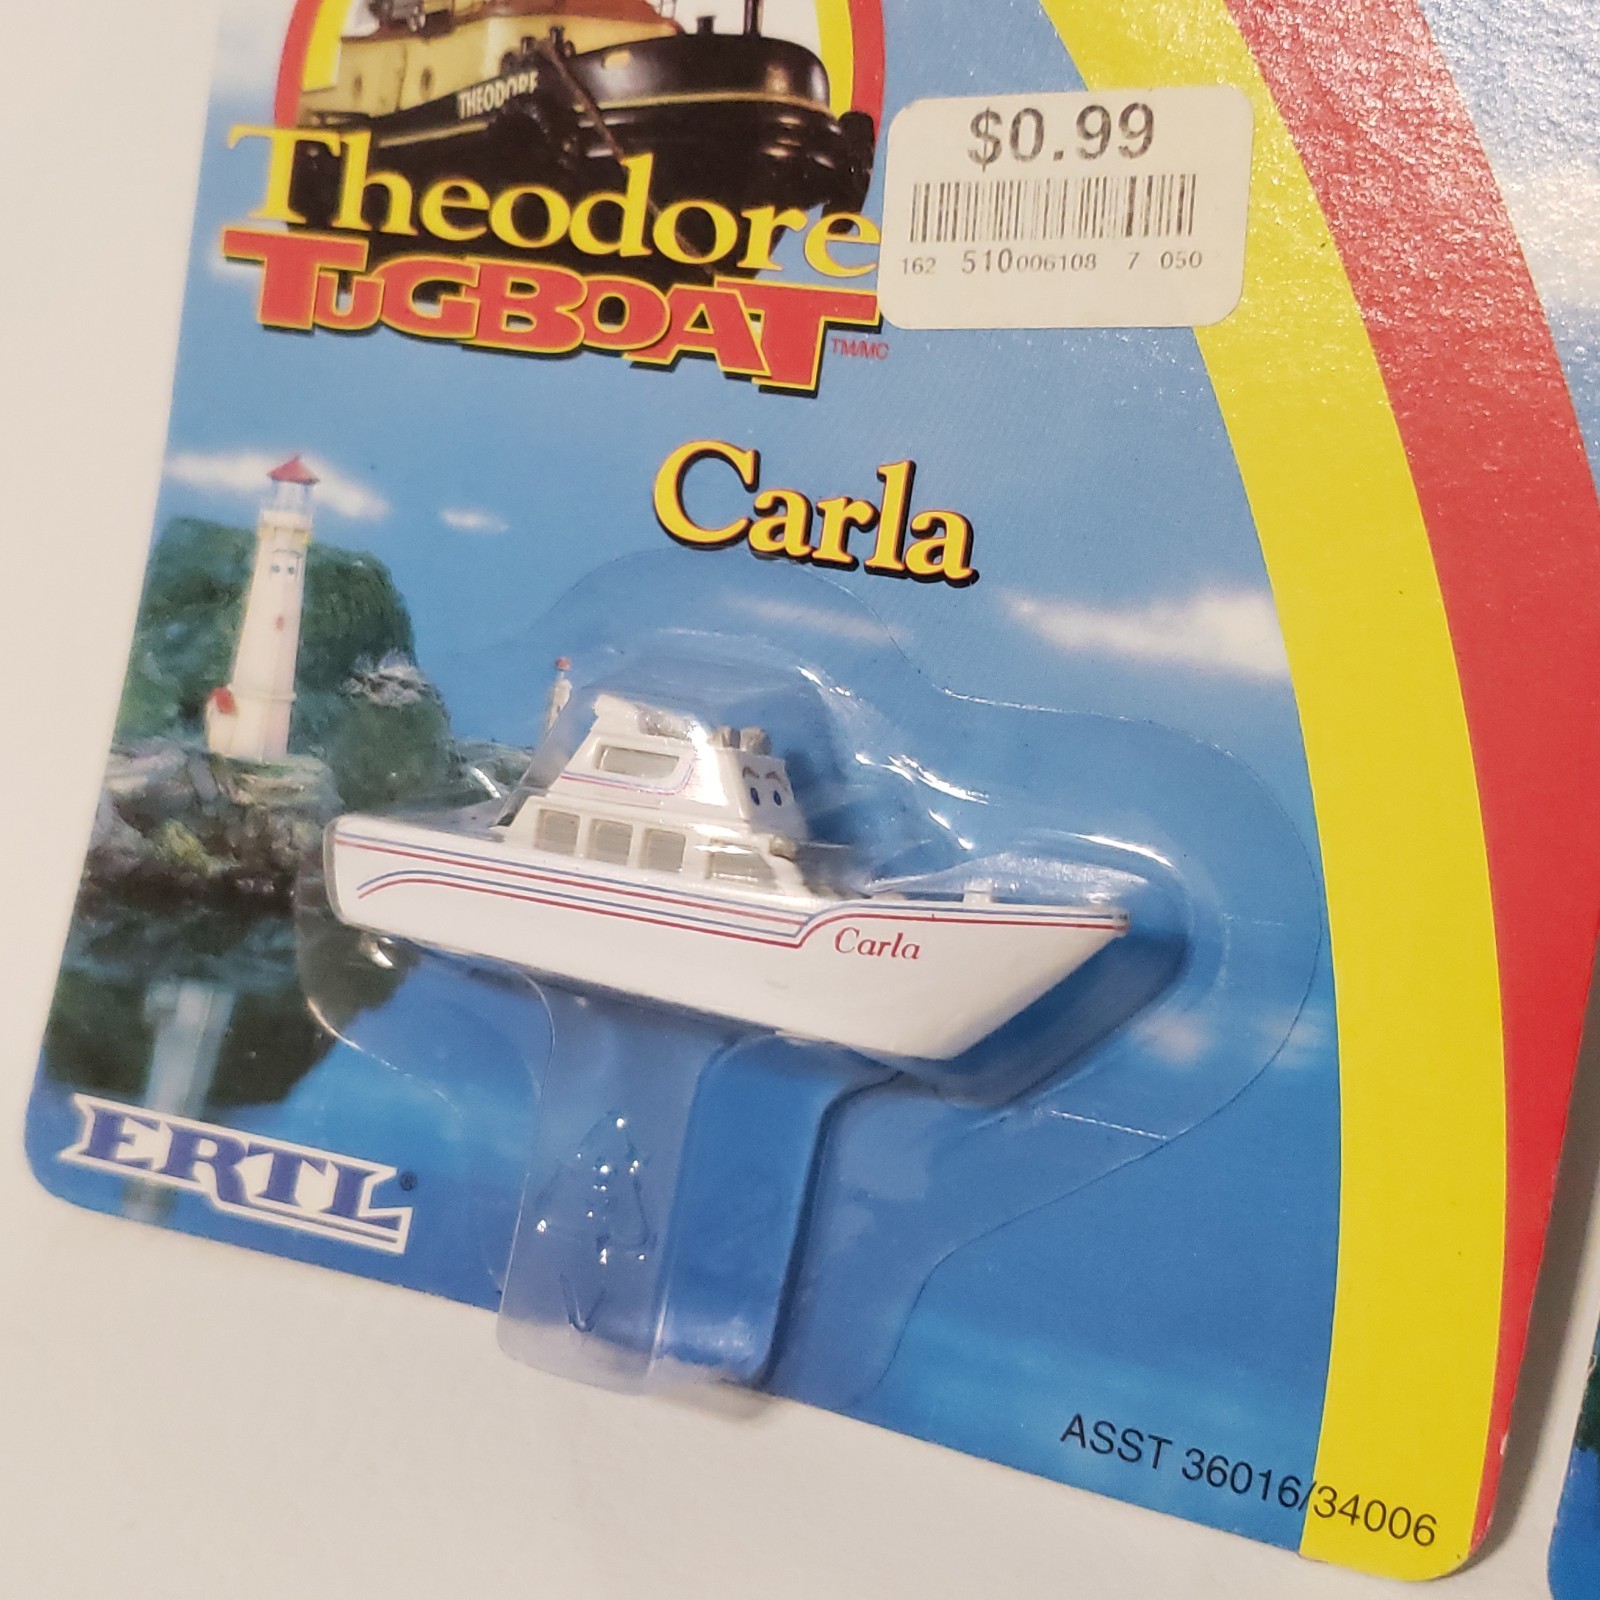 THEODORE
Theodore
TUGBOAT
TM/MC
$0.99
162 510006108 7 050
Carla
Carla
ERTL®
ASST 36016/34006